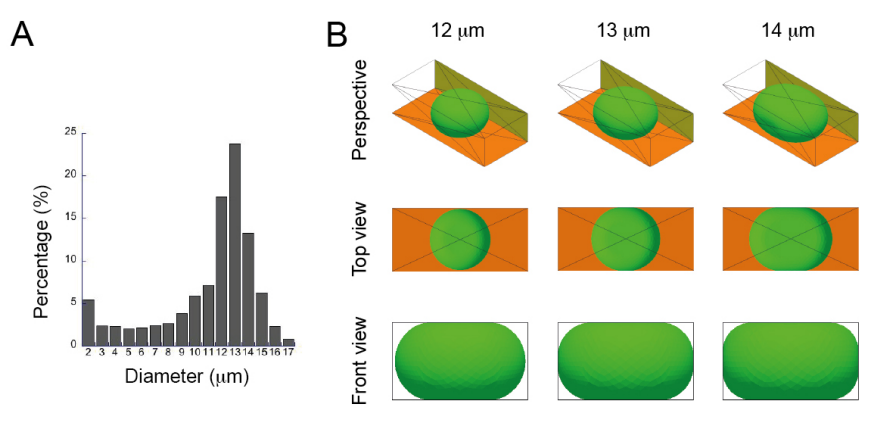 A
B
12 μm
13 μm
14 μm
Perspective
Top view
Front view
Percentage (%)
25
20
15
10
5
0
2 3 4 5 6 7 8 9 10 11 12 13 14 15 16 17
Diameter (μm)